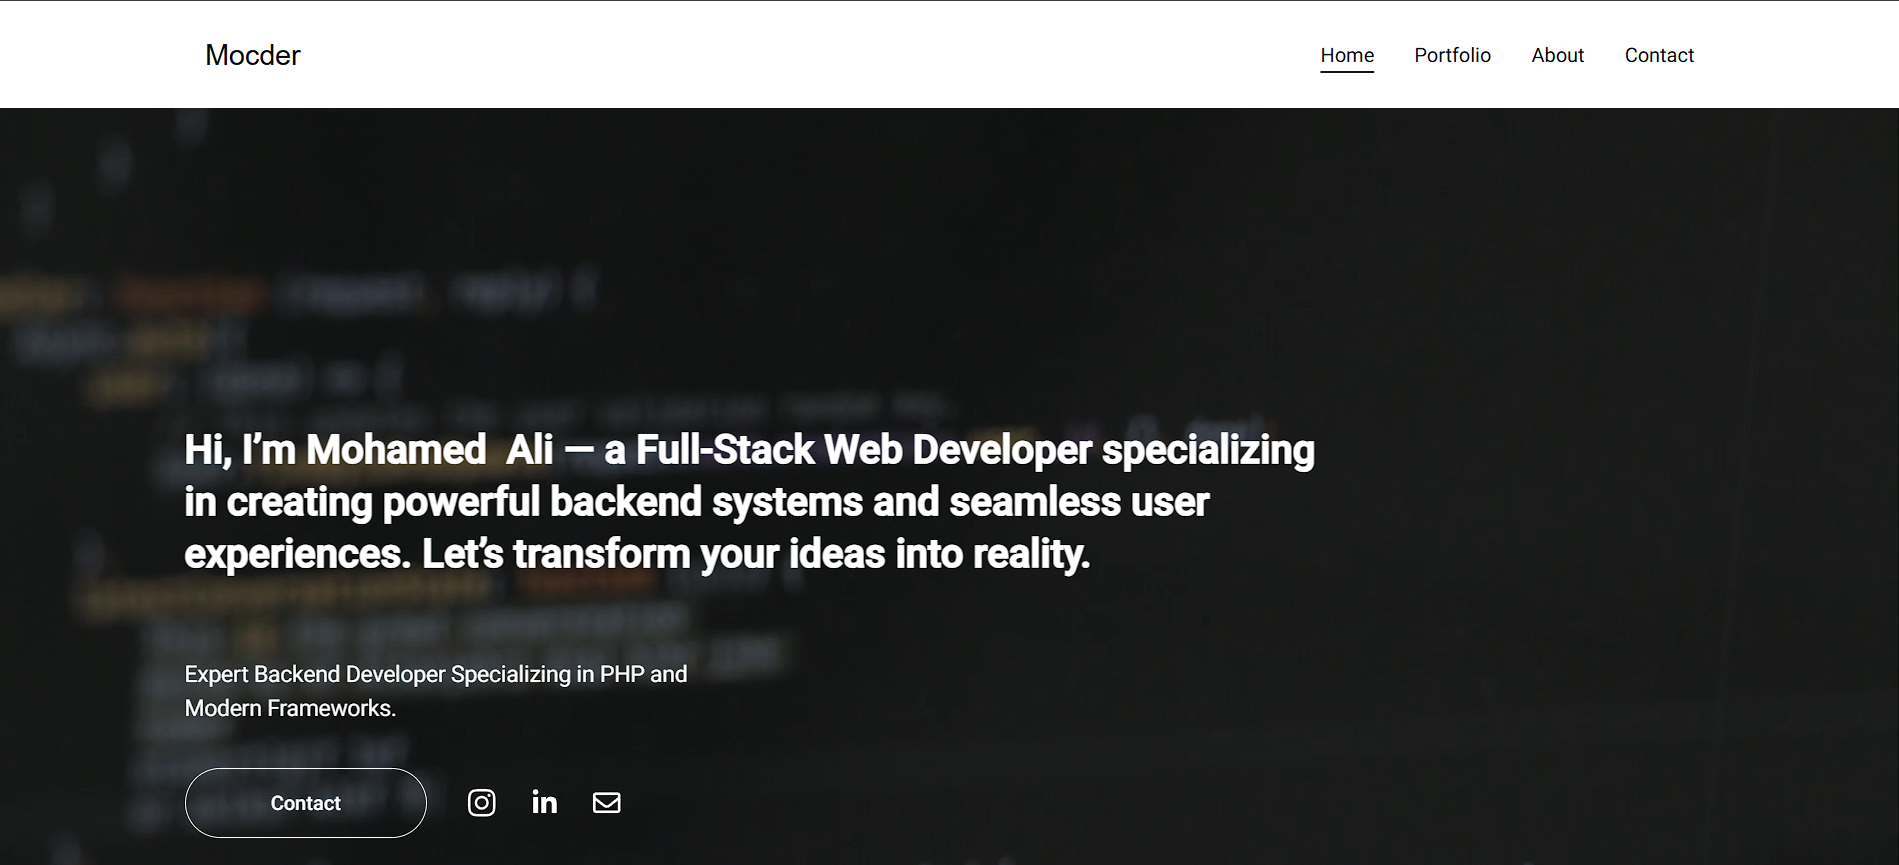 Mocder
Home Portfolio About Contact
Hi, I’m Mohamed  Ali — a Full-Stack Web Developer specializing
in creating powerful backend systems and seamless user
experiences. Let’s transform your ideas into reality.
Expert Backend Developer Specializing in PHP and
Modern Frameworks.
Contact
in